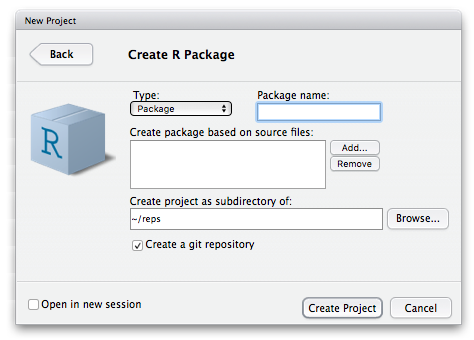 New Project
Back
Create R Package
Type:
Package name:
Package
Create package based on source files:
Add...
Remove
R
Create project as subdirectory of:
~/reps
Browse...
Create a git repository
Open in new session
Create Project
Cancel